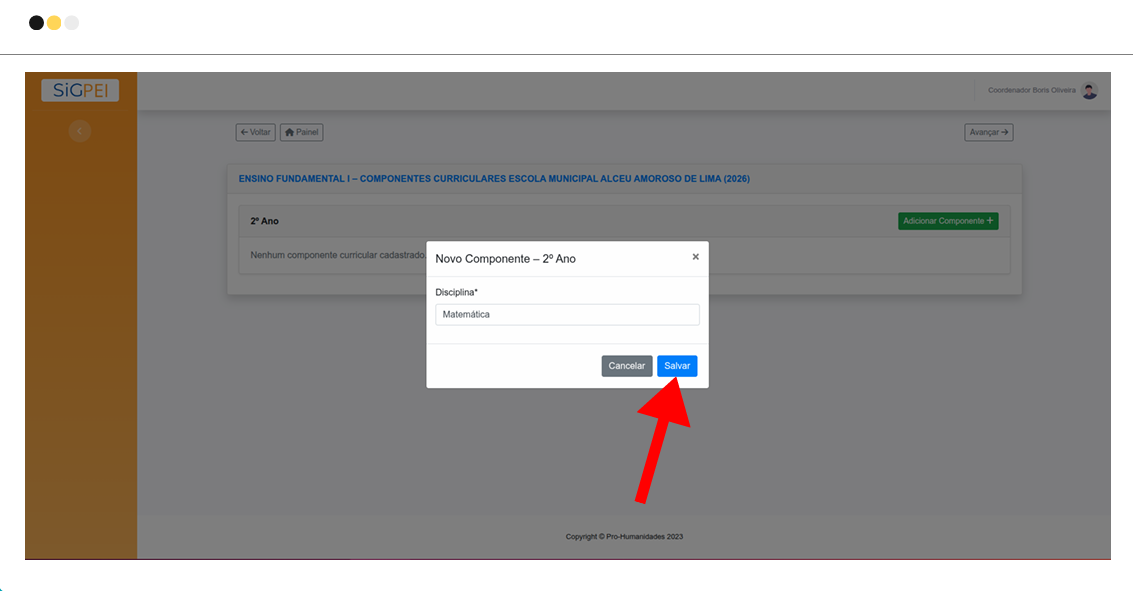 SiGPEI
Coordenador Boris Oliveira
Voltar
Painel
Avançar
ENSINO FUNDAMENTAL I – COMPONENTES CURRICULARES ESCOLA MUNICIPAL ALCEU AMOROSO DE LIMA (2026)
2º Ano
Adicionar Componente +
Nenhum componente curricular cadastrado.
Novo Componente – 2º Ano
×
Disciplina*
Matemática
Cancelar
Salvar
Copyright © Pro-Humanidades 2023